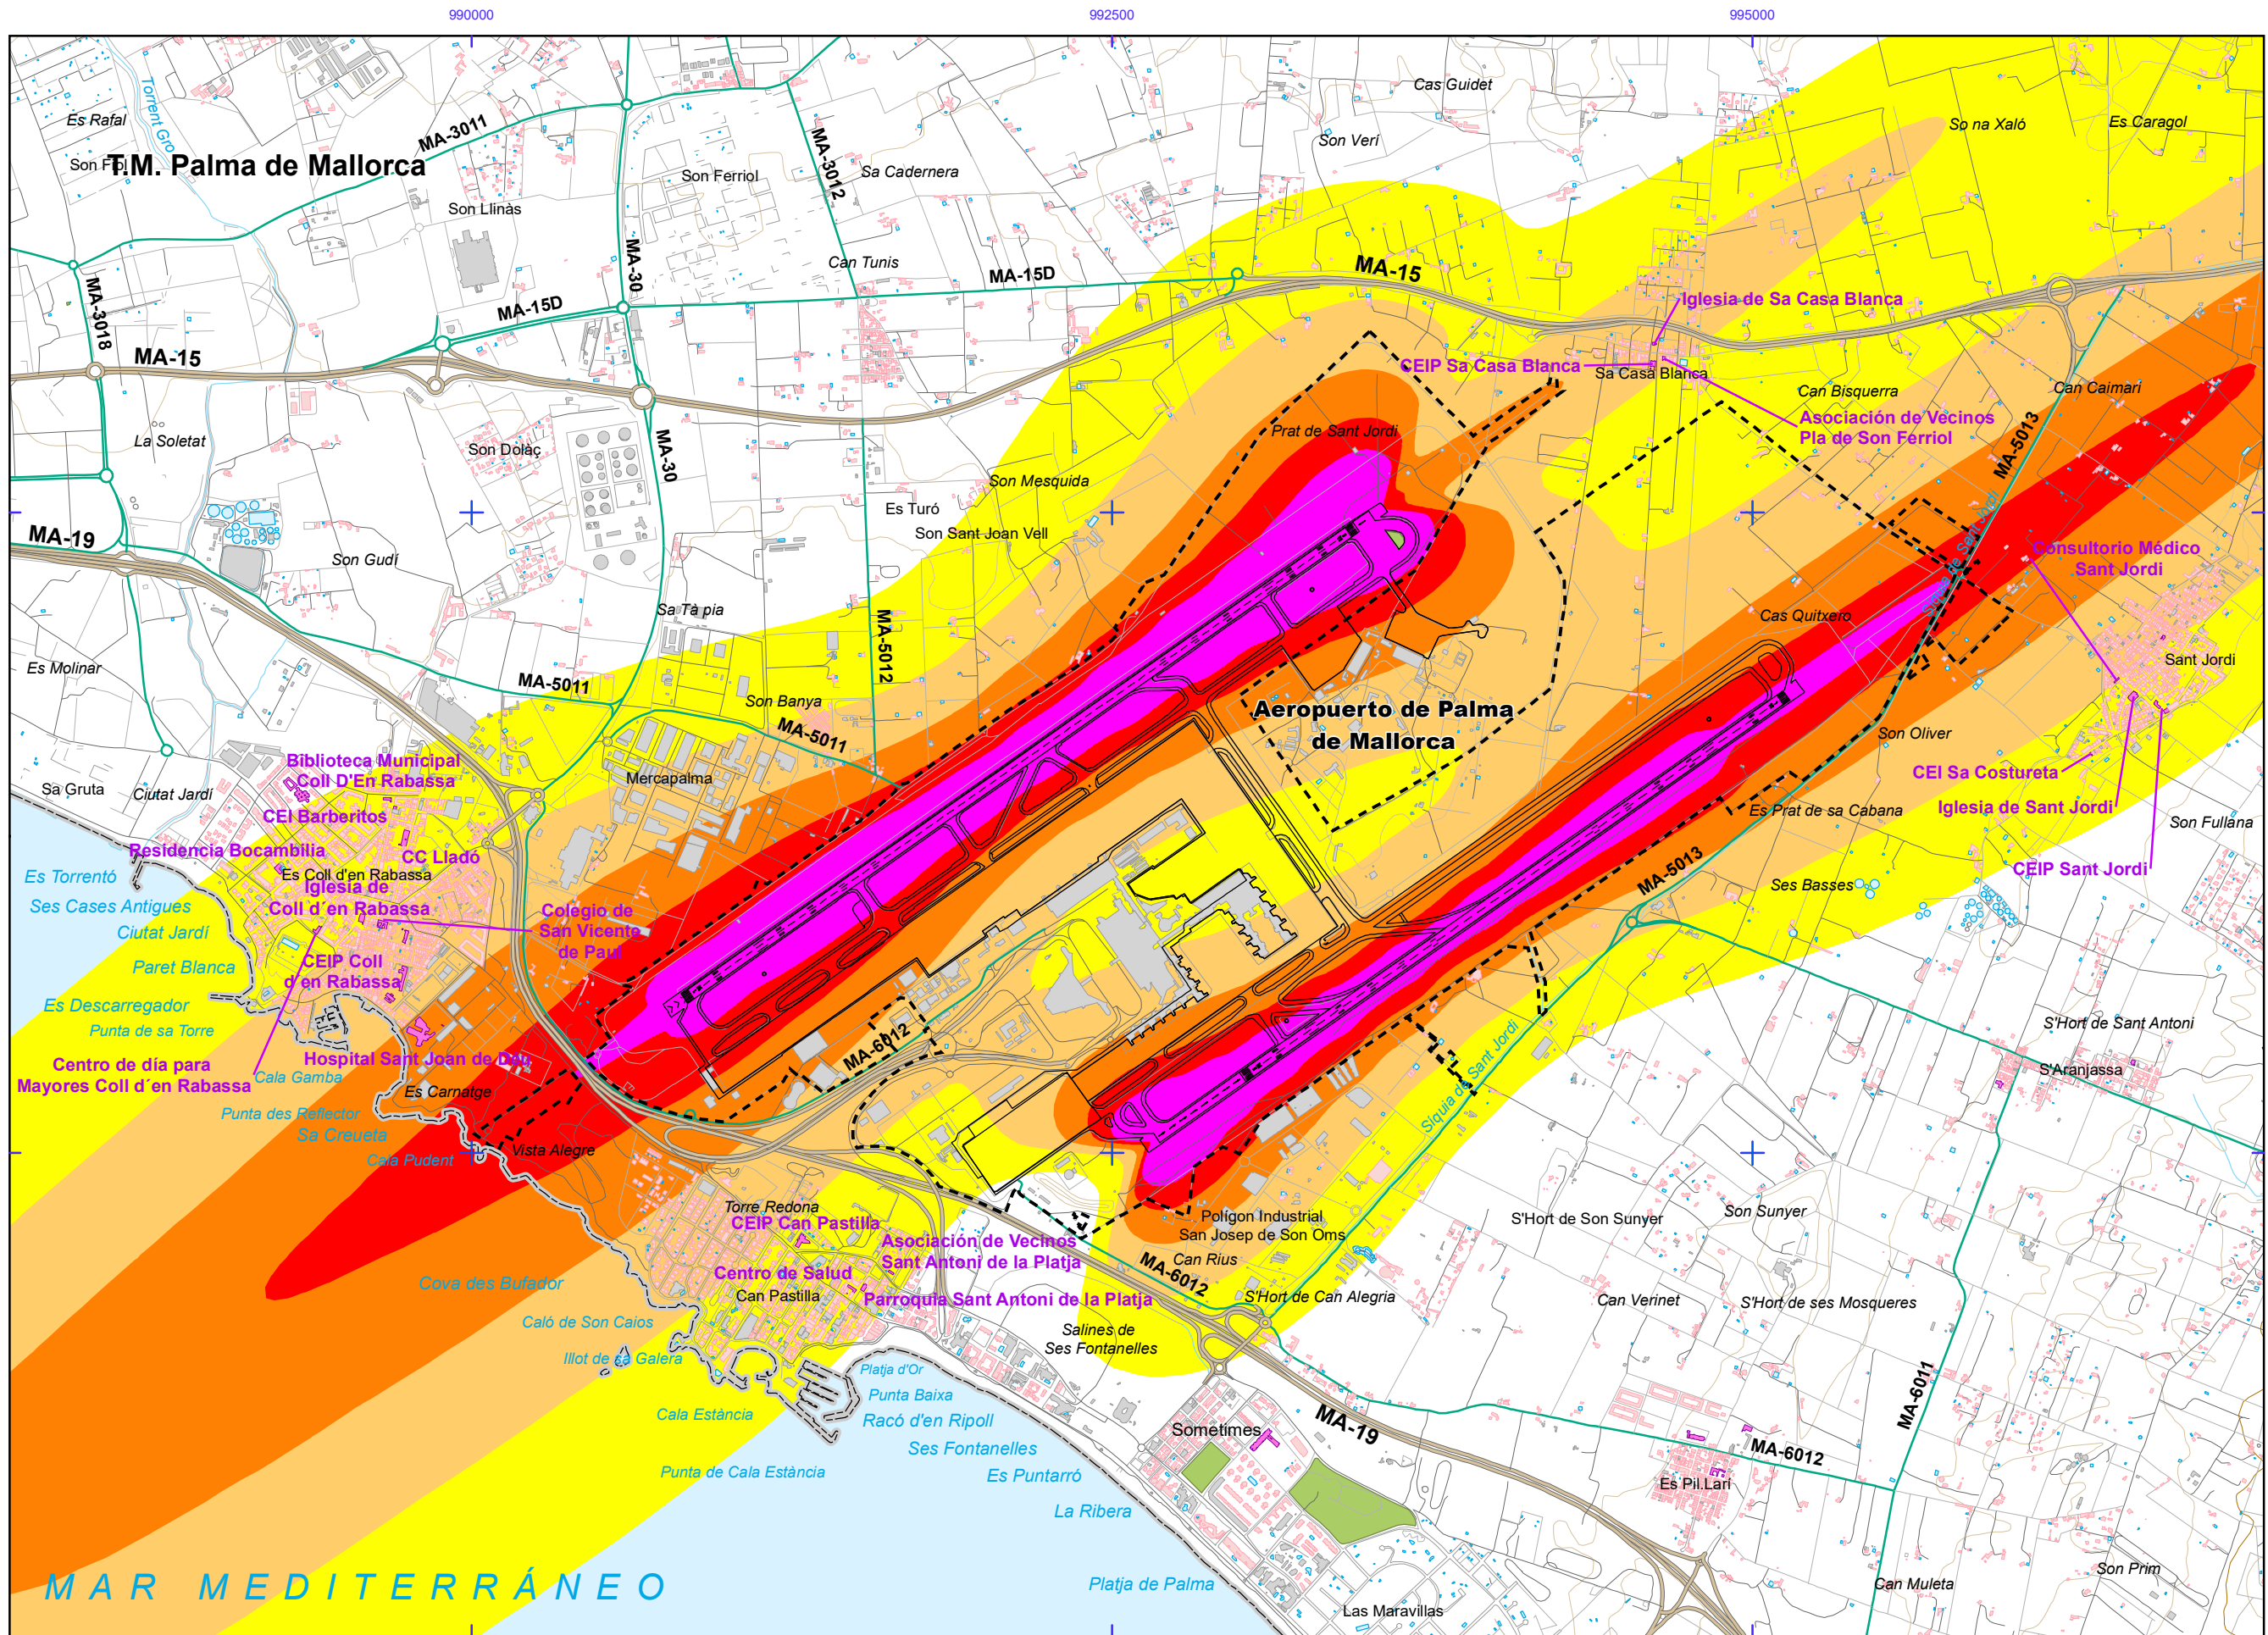 990000
992500
995000
Cas Guidet
Torrent Gros
Es Rafal
MA-3011
So na Xaló
Es Caragol
Son Verí
Son Fiol
T.M. Palma de Mallorca
MA-3012
Sa Cadernera
Son Ferriol
Son Llinàs
MA-30
Can Tunis
MA-15D
MA-15
MA-3018
MA-15D
Iglesia de Sa Casa Blanca
MA-15
CEIP Sa Casa Blanca
Sa Casa Blanca
Can Bisquerra
Can Caimari
Asociación de Vecinos
Pla de Son Ferriol
Prat de Sant Jordi
La Soletat
Son Dolaç
MA-30
MA-5013
Son Mesquida
Es Turó
Son Sant Joan Vell
MA-19
Son Gudí
Consultorio Médico
Sant Jordi
Síquia de Sant Jordi
Sa Tà pia
Cas Quitxero
MA-5012
Es Molinar
Sant Jordi
MA-5011
Son Banya
MA-5011
Aeropuerto de Palma
de Mallorca
Son Oliver
Biblioteca Municipal
Coll D'En Rabassa
Mercapalma
CEI Sa Costureta
Sa Gruta
Ciutat Jardí
CEI Barberitos
Iglesia de Sant Jordi
Es Prat de sa Cabana
Son Fullana
Residencia Bocambilia
CC Lladó
Es Torrentó
Es Coll d'en Rabassa
MA-5013
CEIP Sant Jordi
Ses Basses
Iglesia de
Coll d'en Rabassa
Ses Cases Antigues
Colegio de
San Vicente
de Paul
Ciutat Jardí
Paret Blanca
CEIP Coll
d'en Rabassa
Es Descarregador
Punta de sa Torre
S'Hort de Sant Antoni
MA-6012
Síquia de Sant Jordi
Centro de día para
Mayores Coll d´en Rabassa
Hospital Sant Joan de Déu
Cala Gamba
S'Aranjassa
Es Carnatge
Punta des Reflector
Sa Creueta
Cala Pudent
Vista Alegre
Torre Redona
CEIP Can Pastilla
Polígon Industrial
San Josep de Son Oms
S'Hort de Son Sunyer
Son Sunyer
Asociación de Vecinos
Sant Antoni de la Platja
Can Rius
Centro de Salud
Cova des Bufador
MA-6012
Can Pastilla
Parroquia Sant Antoni de la Platja
S'Hort de Can Alegria
Can Verinet
S'Hort de ses Mosqueres
Caló de Son Caios
Salines de
Ses Fontanelles
Illot de sa Galera
Platja d'Or
Punta Baixa
MA-6011
Cala Estància
Racó d'en Ripoll
Sometimes
MA-19
Ses Fontanelles
MA-6012
Punta de Cala Estància
Es Puntarró
Es Pil.Larí
La Ribera
MAR MEDITERRÁNEO
Platja de Palma
Can Muleta
Son Prim
Las Maravillas